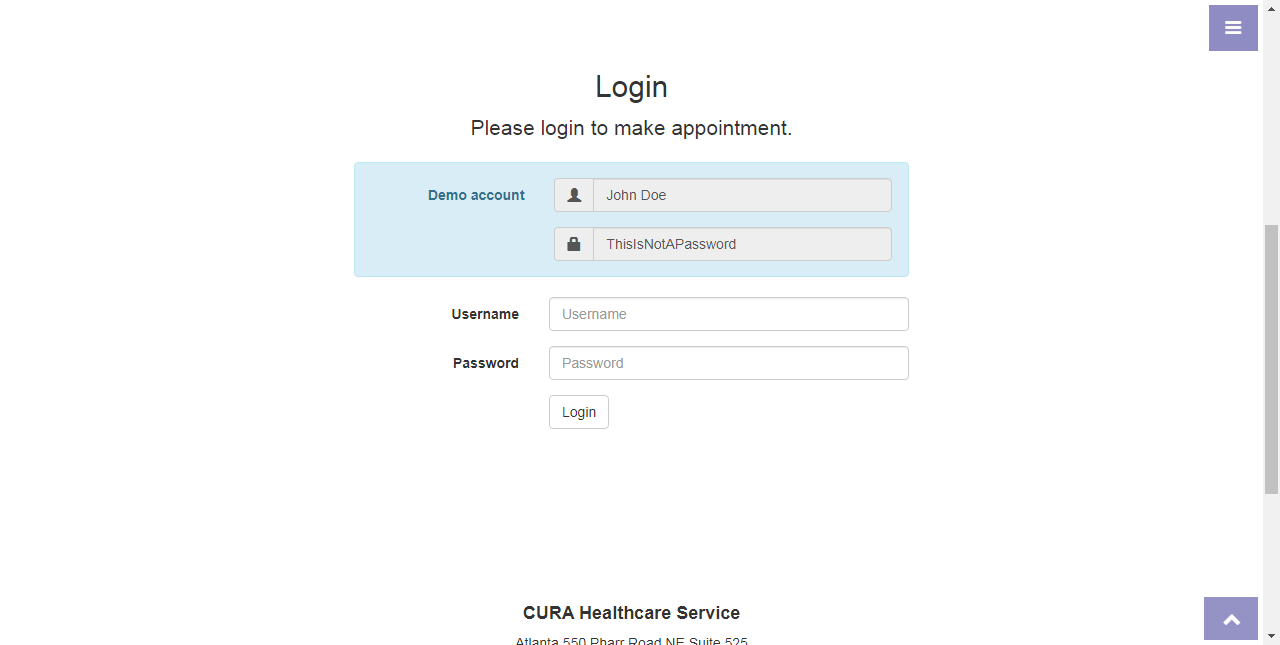 Login
Please login to make appointment.
Demo account
John Doe
ThisIsNotAPassword
Username
Username
Password
Password
Login
CURA Healthcare Service
Atlanta 550 Pharr Road NE Suite 525